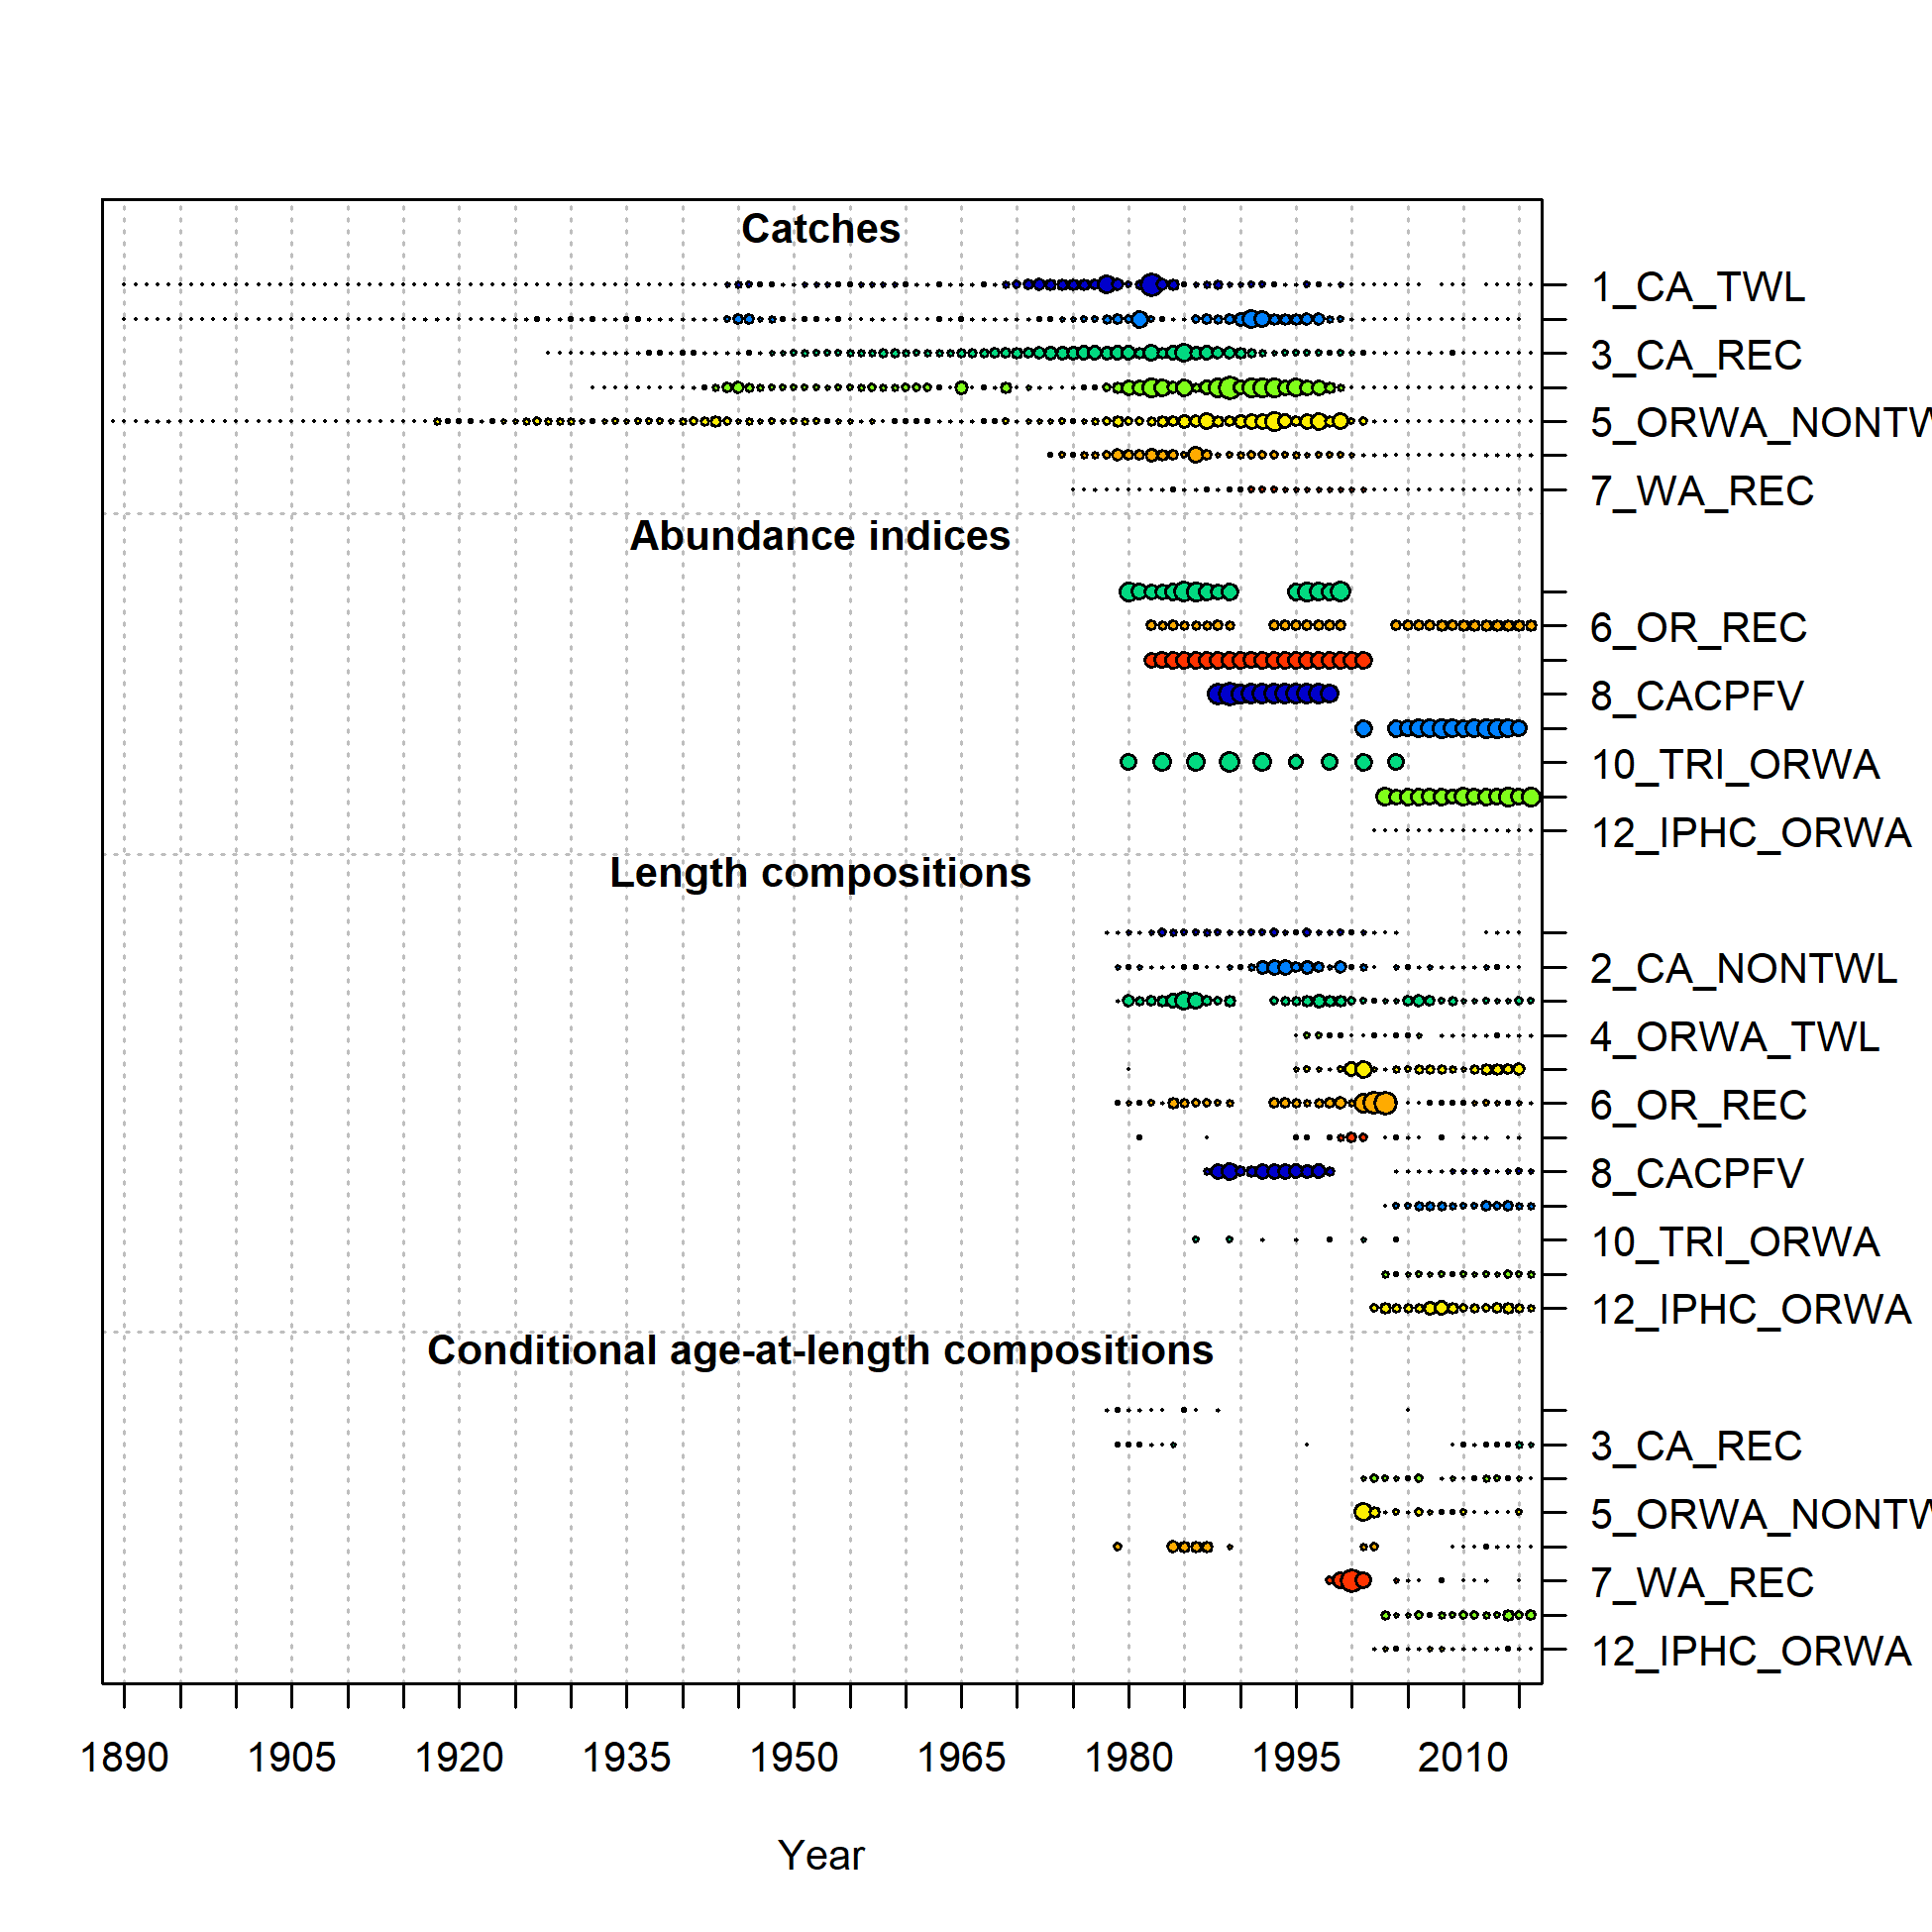 Catches
1_CA_TWL
3_CA_REC
5_ORWA_NONTW
7_WA_REC
Abundance indices
6_OR_REC
8_CACPFV
10_TRI_ORWA
12_IPHC_ORWA
Length compositions
2_CA_NONTWL
4_ORWA_TWL
6_OR_REC
8_CACPFV
10_TRI_ORWA
12_IPHC_ORWA
Conditional age-at-length compositions
3_CA_REC
5_ORWA_NONTW
7_WA_REC
12_IPHC_ORWA
1890 1905 1920 1935 1950 1965 1980 1995 2010
Year